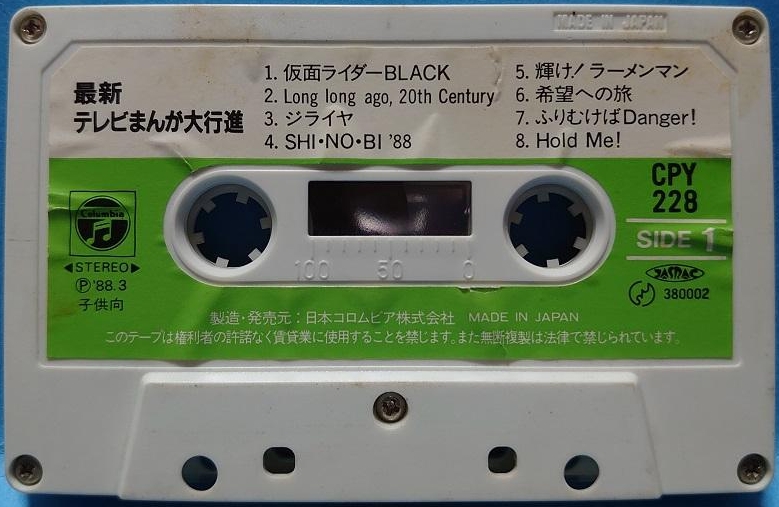 MADE IN JAPAN
最新
テレビまんが大行進
1. 仮面ライダーBLACK
2. Long long ago, 20th Century
3. ジライヤ
4. SHI・NO・BI '88
5. 輝け!ラーメンマン
6. 希望への旅
7. ふりむけばDanger!
8. Hold Me!
CPY
228
SIDE 1
Columbia
◀STEREO▶
Ⓟ'88.3
子供向
100 50 0
JASRAC
380002
製造・発売元:日本コロムビア株式会社 MADE IN JAPAN
このテープは権利者の許諾なく賃貸業に使用することを禁じます。また無断複製は法律で禁じられています。